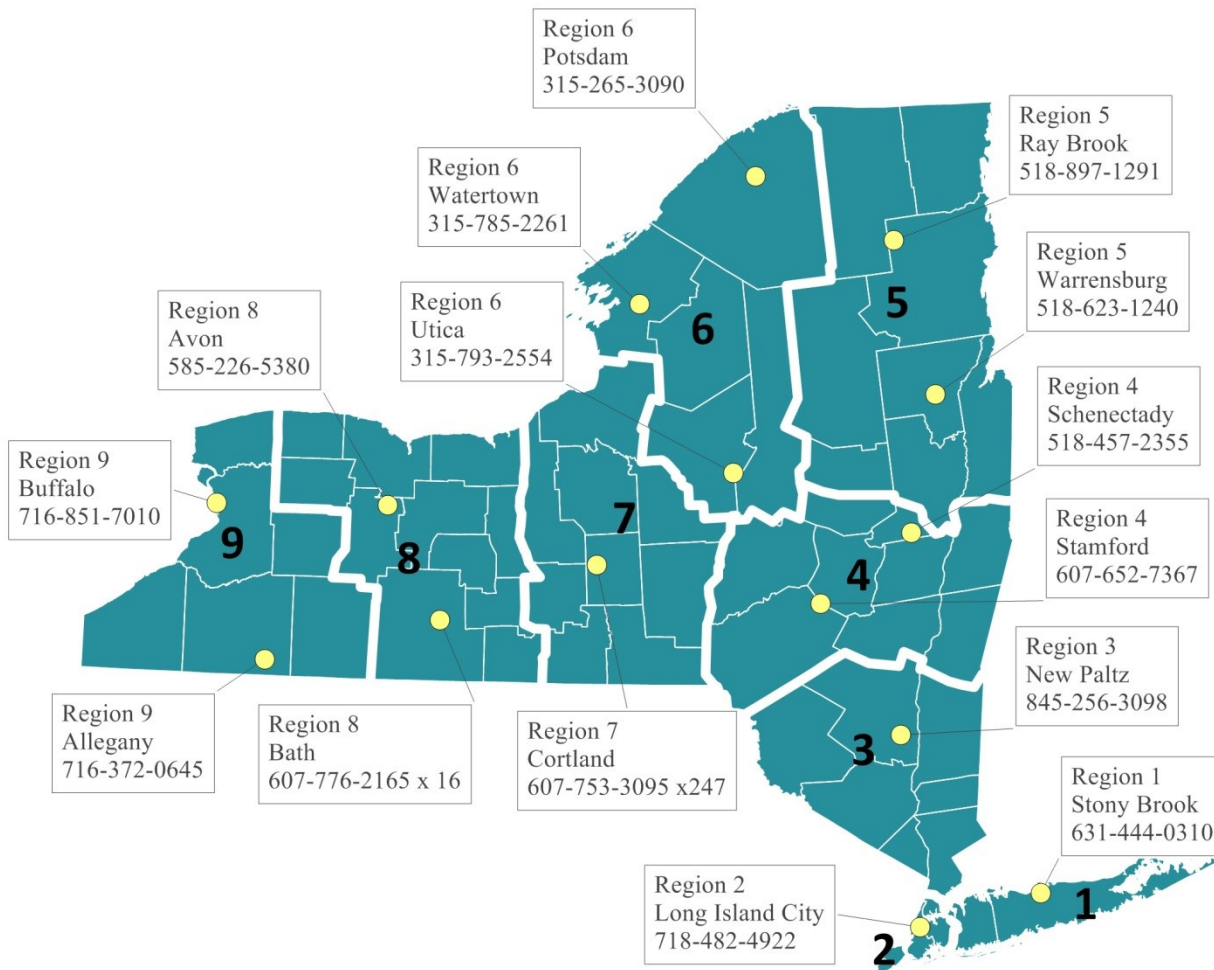 Region 6
Potsdam
315-265-3090
Region 5
Ray Brook
518-897-1291
Region 6
Watertown
315-785-2261
Region 5
Warrensburg
518-623-1240
Region 8
Avon
585-226-5380
Region 6
Utica
315-793-2554
5
6
Region 4
Schenectady
518-457-2355
Region 9
Buffalo
716-851-7010
9
8
7
4
Region 4
Stamford
607-652-7367
Region 9
Allegany
716-372-0645
Region 8
Bath
607-776-2165 x 16
Region 7
Cortland
607-753-3095 x247
3
Region 3
New Paltz
845-256-3098
Region 1
Stony Brook
631-444-0310
Region 2
Long Island City
718-482-4922
2
1